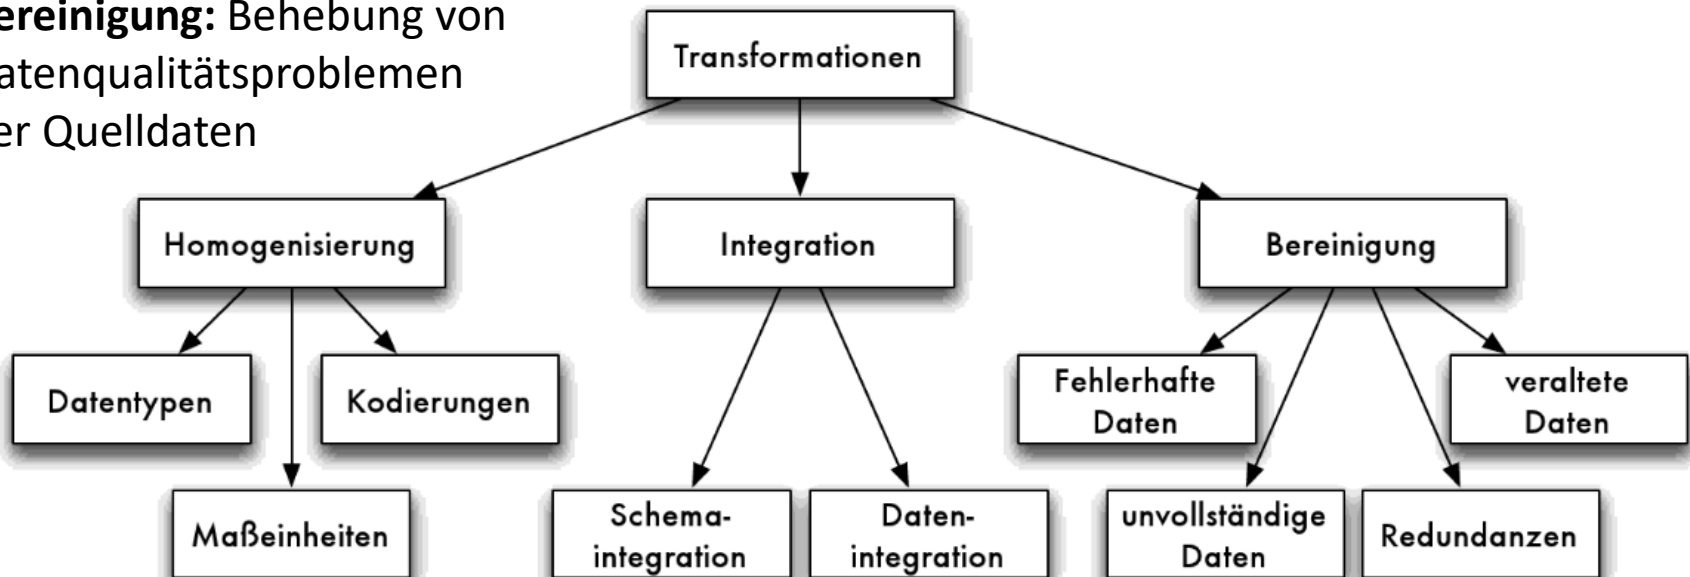 ereinigung: Behebung von
atenqualitätsproblemen
er Quelldaten
Transformationen
Homogenisierung
Integration
Bereinigung
Datentypen
Kodierungen
Fehlerhafte
Daten
veraltete
Daten
Maßeinheiten
Schema-
integration
Daten-
integration
unvollständige
Daten
Redundanzen